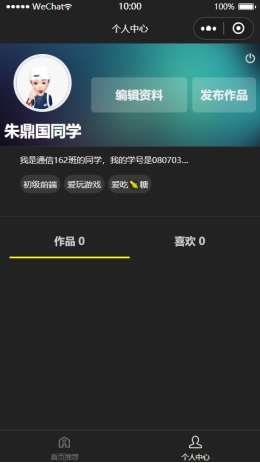 WeChat 10:00 100%
个人中心
编辑资料 发布作品
朱鼎国同学
我是通信162班的同学，我的学号是080703...
初级前端 爱玩游戏 爱吃🍬糖
作品 0 喜欢 0
首页推荐 个人中心